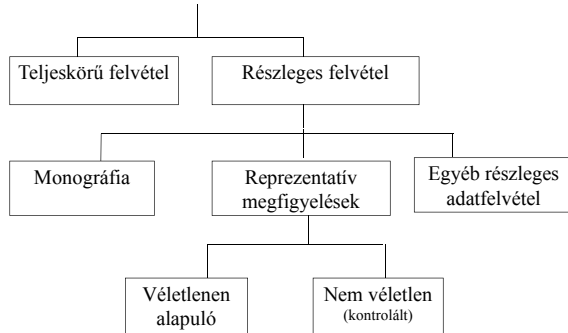 Teljeskörű felvétel
Részleges felvétel
Monográfia
Reprezentatív
megfigyelések
Egyéb részleges
adatfelvétel
Véletlenen
alapuló
Nem véletlen
(kontrolált)